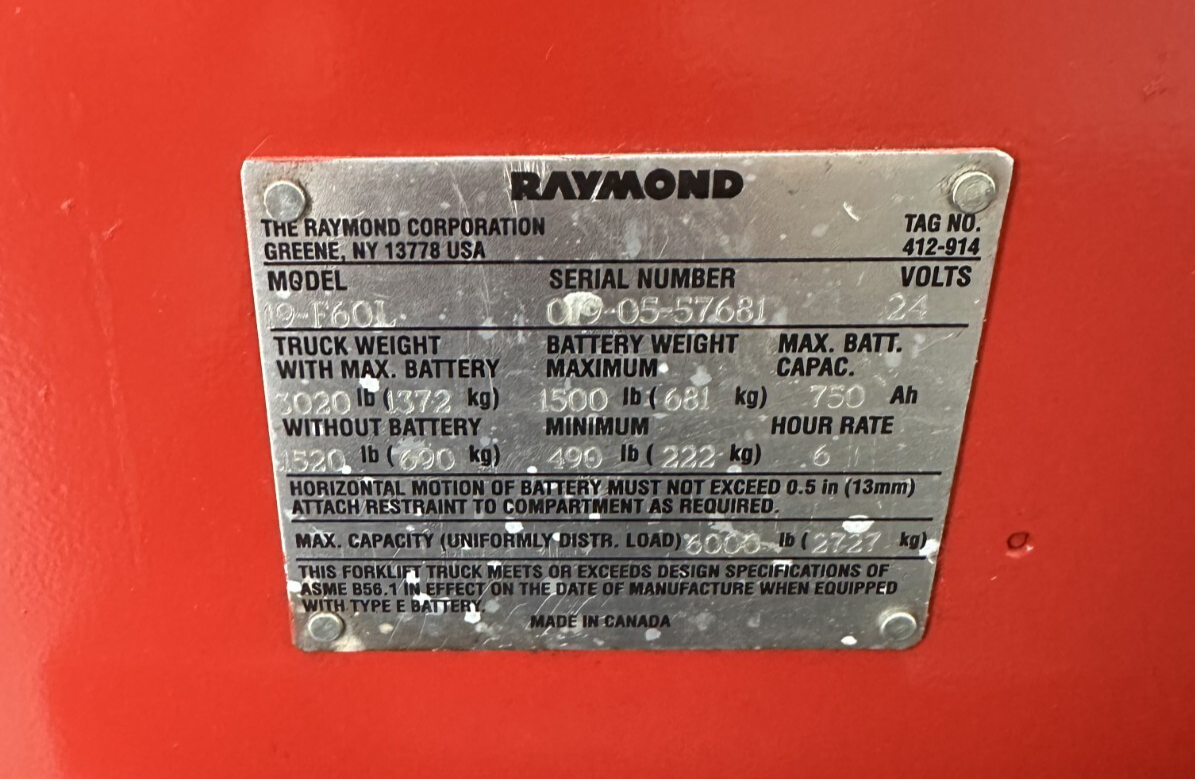 RAYMOND
THE RAYMOND CORPORATION
GREENE, NY 13778 USA
TAG NO.
412-914
MODEL SERIAL NUMBER VOLTS
19-F60L 019-05-57681 24
TRUCK WEIGHT BATTERY WEIGHT MAX. BATT.
WITH MAX. BATTERY MAXIMUM CAPAC.
3020 lb (1372 kg) 1500 lb (681 kg) 750 Ah
WITHOUT BATTERY MINIMUM HOUR RATE
1520 lb (690 kg) 490 lb (222 kg) 6
HORIZONTAL MOTION OF BATTERY MUST NOT EXCEED 0.5 in (13mm)
ATTACH RESTRAINT TO COMPARTMENT AS REQUIRED.
MAX. CAPACITY (UNIFORMLY DISTR. LOAD) 6000 lb (2727 kg)
THIS FORKLIFT TRUCK MEETS OR EXCEEDS DESIGN SPECIFICATIONS OF
ASME B56.1 IN EFFECT ON THE DATE OF MANUFACTURE WHEN EQUIPPED
WITH TYPE E BATTERY.
MADE IN CANADA